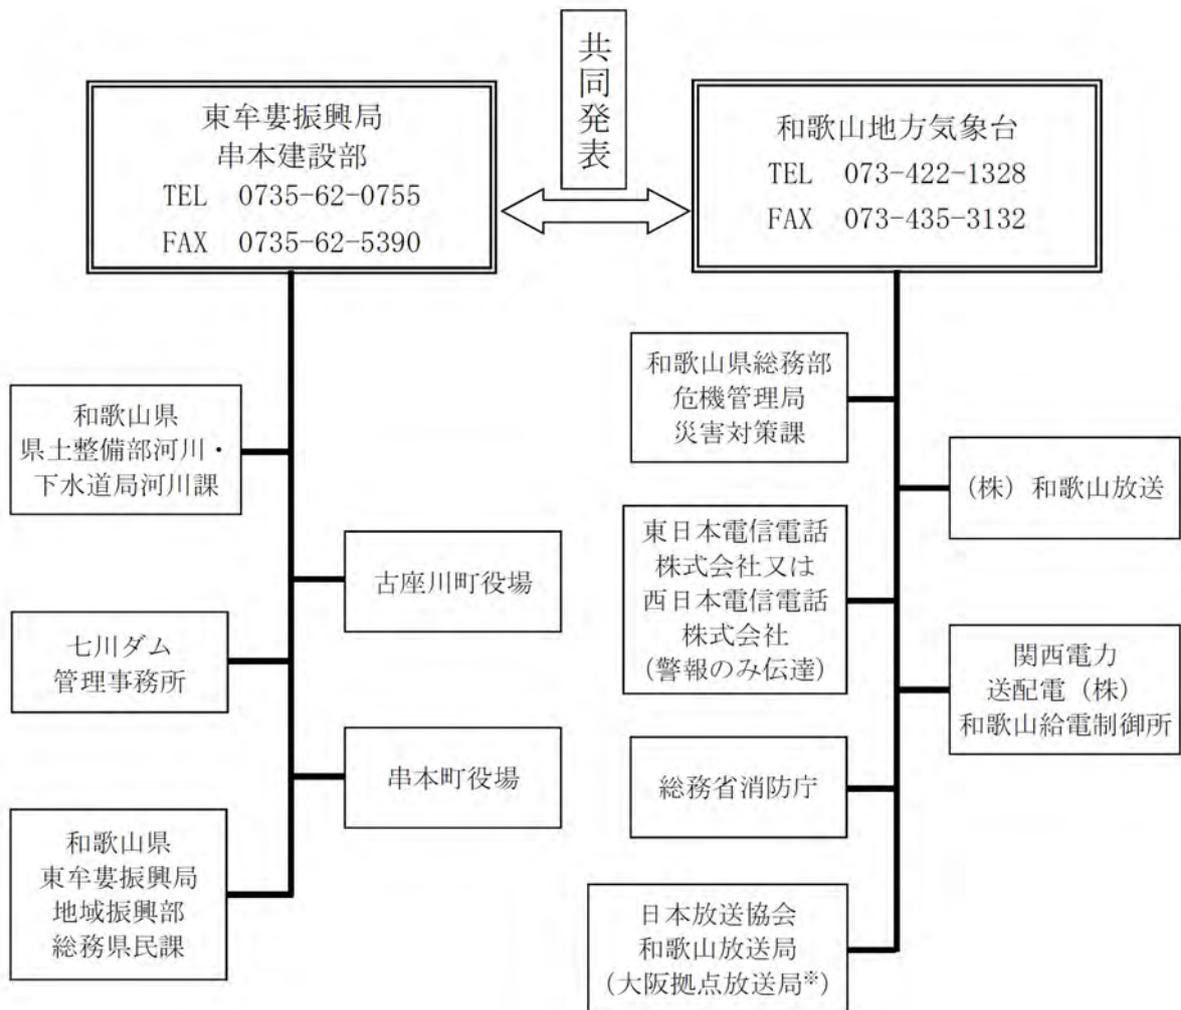 共同発表
東牟婁振興局
串本建設部
TEL 0735-62-0755
FAX 0735-62-5390
和歌山地方気象台
TEL 073-422-1328
FAX 073-435-3132
和歌山県
県土整備部河川・
下水道局河川課
古座川町役場
七川ダム
管理事務所
串本町役場
和歌山県
東牟婁振興局
地域振興部
総務県民課
和歌山県総務部
危機管理局
災害対策課
(株)和歌山放送
東日本電信電話
株式会社又は
西日本電信電話
株式会社
(警報のみ伝達)
関西電力
送配電(株)
和歌山給電制御所
総務省消防庁
日本放送協会
和歌山放送局
(大阪拠点放送局※)